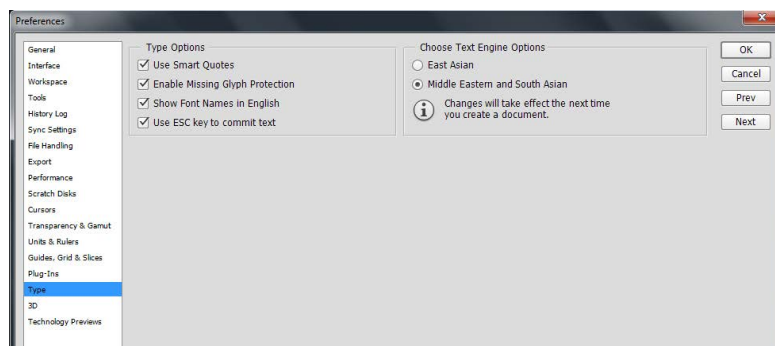 Preferences
General
Interface
Workspace
Tools
History Log
Sync Settings
File Handling
Export
Performance
Scratch Disks
Cursors
Transparency & Gamut
Units & Rulers
Guides, Grid & Slices
Plug-Ins
Type
3D
Technology Previews
Type Options
Use Smart Quotes
Enable Missing Glyph Protection
Show Font Names in English
Use ESC key to commit text
Choose Text Engine Options
East Asian
Middle Eastern and South Asian
Changes will take effect the next time
you create a document.
OK
Cancel
Prev
Next